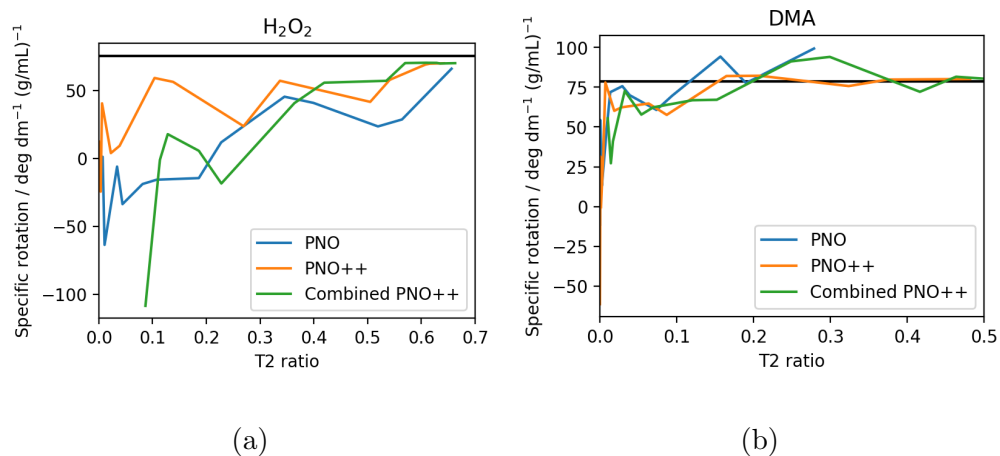 H₂O₂
Specific rotation / deg dm⁻¹ (g/mL)⁻¹
50
0
−50
−100
0.0 0.1 0.2 0.3 0.4 0.5 0.6 0.7
T2 ratio
PNO
PNO++
Combined PNO++
(a)
DMA
Specific rotation / deg dm⁻¹ (g/mL)⁻¹
100
75
50
25
0
−25
−50
0.0 0.1 0.2 0.3 0.4 0.5
T2 ratio
PNO
PNO++
Combined PNO++
(b)